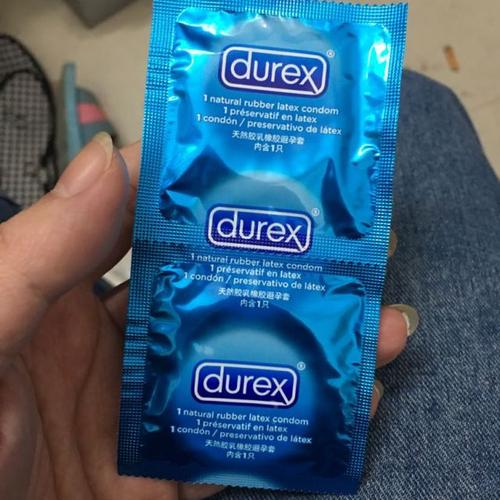 durex®
1 natural rubber latex condom
1 préservatif en latex
1 condón / preservativo de látex
天然胶乳橡胶避孕套
内含1只
durex®
1 natural rubber latex condom
1 préservatif en latex
1 condón / preservativo de látex
天然胶乳橡胶避孕套
内含1只
durex®
1 natural rubber latex condom
1 préservatif en latex
1 condón / preservativo de látex
天然胶乳橡胶避孕套
内含1只